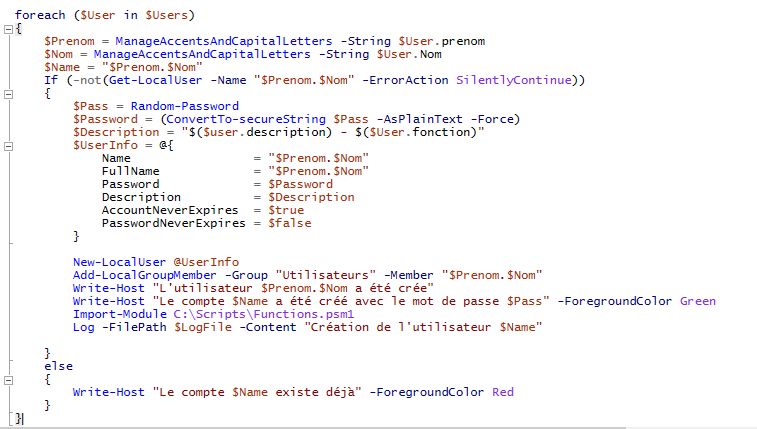 foreach ($User in $Users)
{
    $Prenom = ManageAccentsAndCapitalLetters -String $User.prenom
    $Nom = ManageAccentsAndCapitalLetters -String $User.Nom
    $Name = "$Prenom.$Nom"
    If (-not(Get-LocalUser -Name "$Prenom.$Nom" -ErrorAction SilentlyContinue))
    {
        $Pass = Random-Password
        $Password = (ConvertTo-secureString $Pass -AsPlainText -Force)
        $Description = "$($user.description) - $($User.fonction)"
        $UserInfo = @{
            Name                 = "$Prenom.$Nom"
            FullName             = "$Prenom.$Nom"
            Password             = $Password
            Description          = $Description
            AccountNeverExpires  = $true
            PasswordNeverExpires = $false
        }

        New-LocalUser @UserInfo
        Add-LocalGroupMember -Group "Utilisateurs" -Member "$Prenom.$Nom"
        Write-Host "L'utilisateur $Prenom.$Nom a été crée"
        Write-Host "Le compte $Name a été créé avec le mot de passe $Pass" -ForegroundColor Green
        Import-Module C:\Scripts\Functions.psm1
        Log -FilePath $LogFile -Content "Création de l'utilisateur $Name"

    }
    else
    {
        Write-Host "Le compte $Name existe déjà" -ForegroundColor Red
    }
}